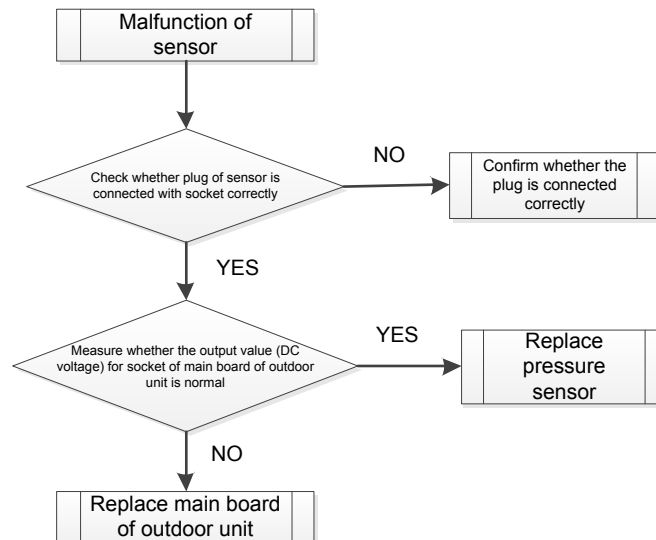 Malfunction of
sensor
Check whether plug of sensor is
connected with socket correctly
NO
Confirm whether the
plug is connected
correctly
YES
Measure whether the output value (DC
voltage) for socket of main board of outdoor
unit is normal
YES
Replace
pressure
sensor
NO
Replace main board
of outdoor unit